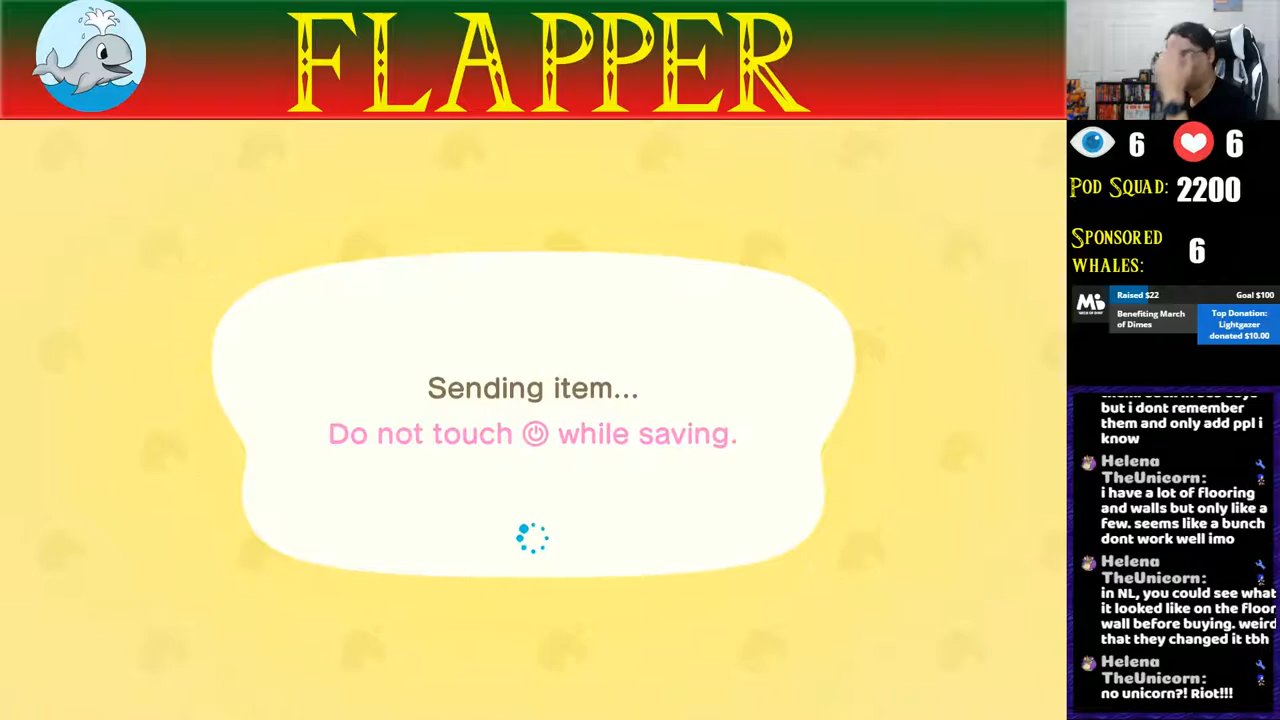 FLAPPER
6 6
Pod Squad: 2200
Sponsored
whales: 6
Raised $22 Goal $100
Benefiting March
of Dimes
Top Donation:
Lightgazer
donated $10.00
Sending item...
Do not touch while saving.
but i dont remember
them and only add ppl i
know
Helena
TheUnicorn:
i have a lot of flooring
and walls but only like a
few. seems like a bunch
dont work well imo
Helena
TheUnicorn:
in NL, you could see what
it looked like on the floor
wall before buying. weird
that they changed it tbh
Helena
TheUnicorn:
no unicorn?! Riot!!!